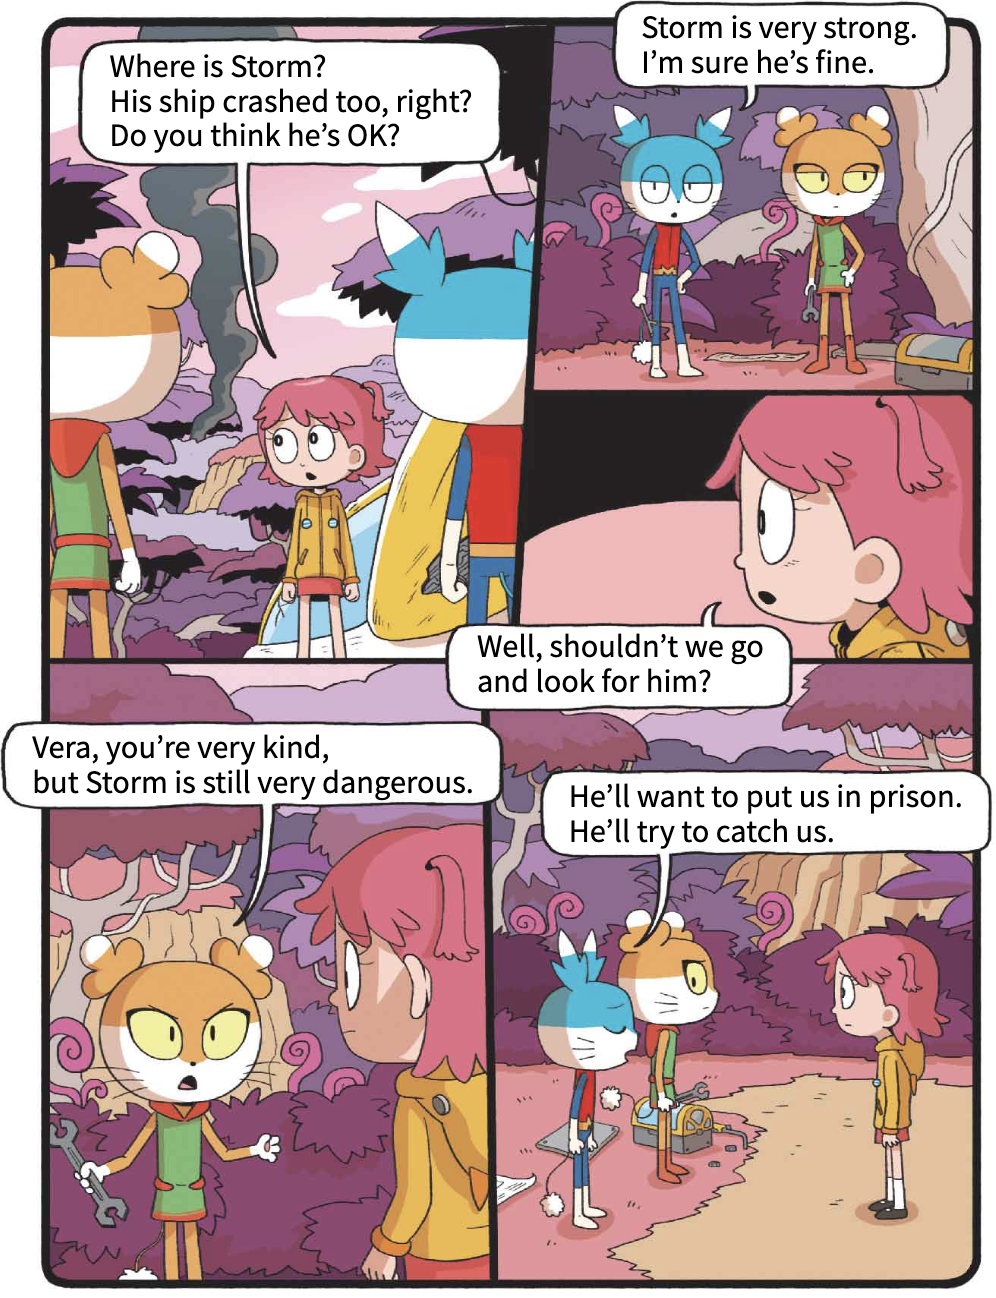 Where is Storm?
His ship crashed too, right?
Do you think he's OK?
Storm is very strong.
I'm sure he's fine.
Well, shouldn't we go
and look for him?
Vera, you're very kind,
but Storm is still very dangerous.
He'll want to put us in prison.
He'll try to catch us.